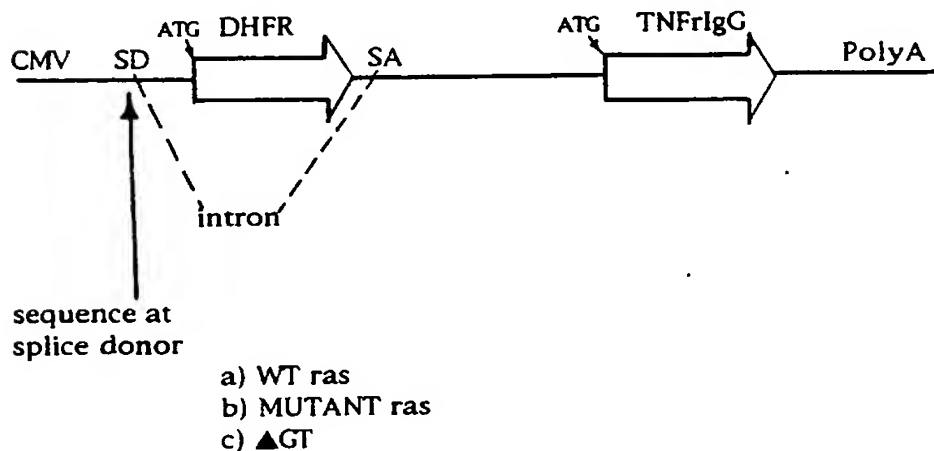 ATG DHFR ATG TNFrIgG
CMV SD SA PolyA
intron
sequence at
splice donor
a) WT ras
b) MUTANT ras
c) ▲GT